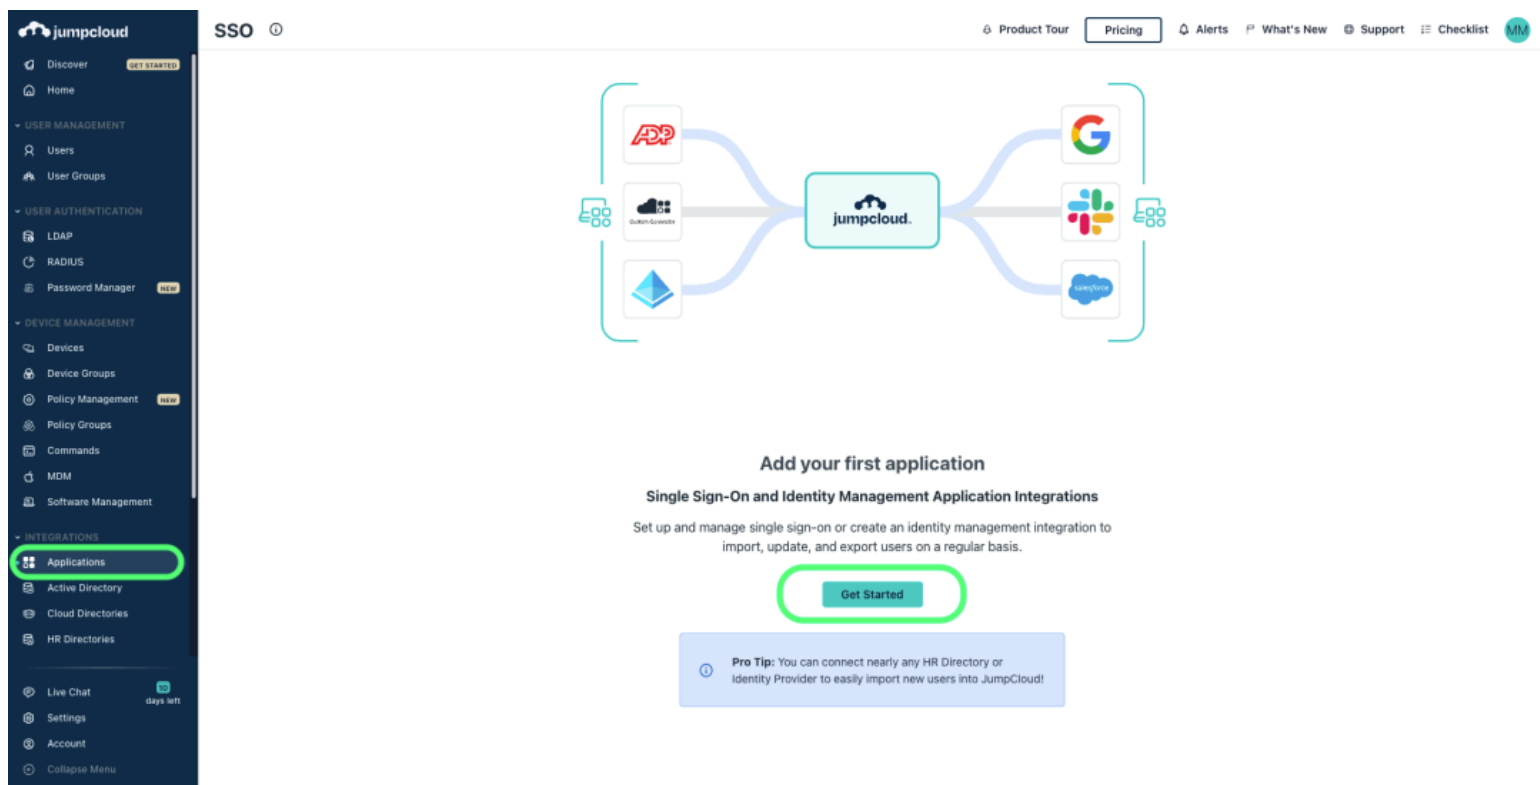 jumpcloud
SSO
Product Tour
Pricing
Alerts
What's New
Support
Checklist
MM
Discover
GET STARTED
Home
USER MANAGEMENT
Users
User Groups
USER AUTHENTICATION
LDAP
RADIUS
Password Manager
NEW
DEVICE MANAGEMENT
Devices
Device Groups
Policy Management
NEW
Policy Groups
Commands
MDM
Software Management
INTEGRATIONS
Applications
Active Directory
Cloud Directories
HR Directories
Live Chat
10
days left
Settings
Account
Collapse Menu
ADP
Custom Connector
jumpcloud.
G
salesforce
Add your first application
Single Sign-On and Identity Management Application Integrations
Set up and manage single sign-on or create an identity management integration to
import, update, and export users on a regular basis.
Get Started
Pro Tip: You can connect nearly any HR Directory or
Identity Provider to easily import new users into JumpCloud!